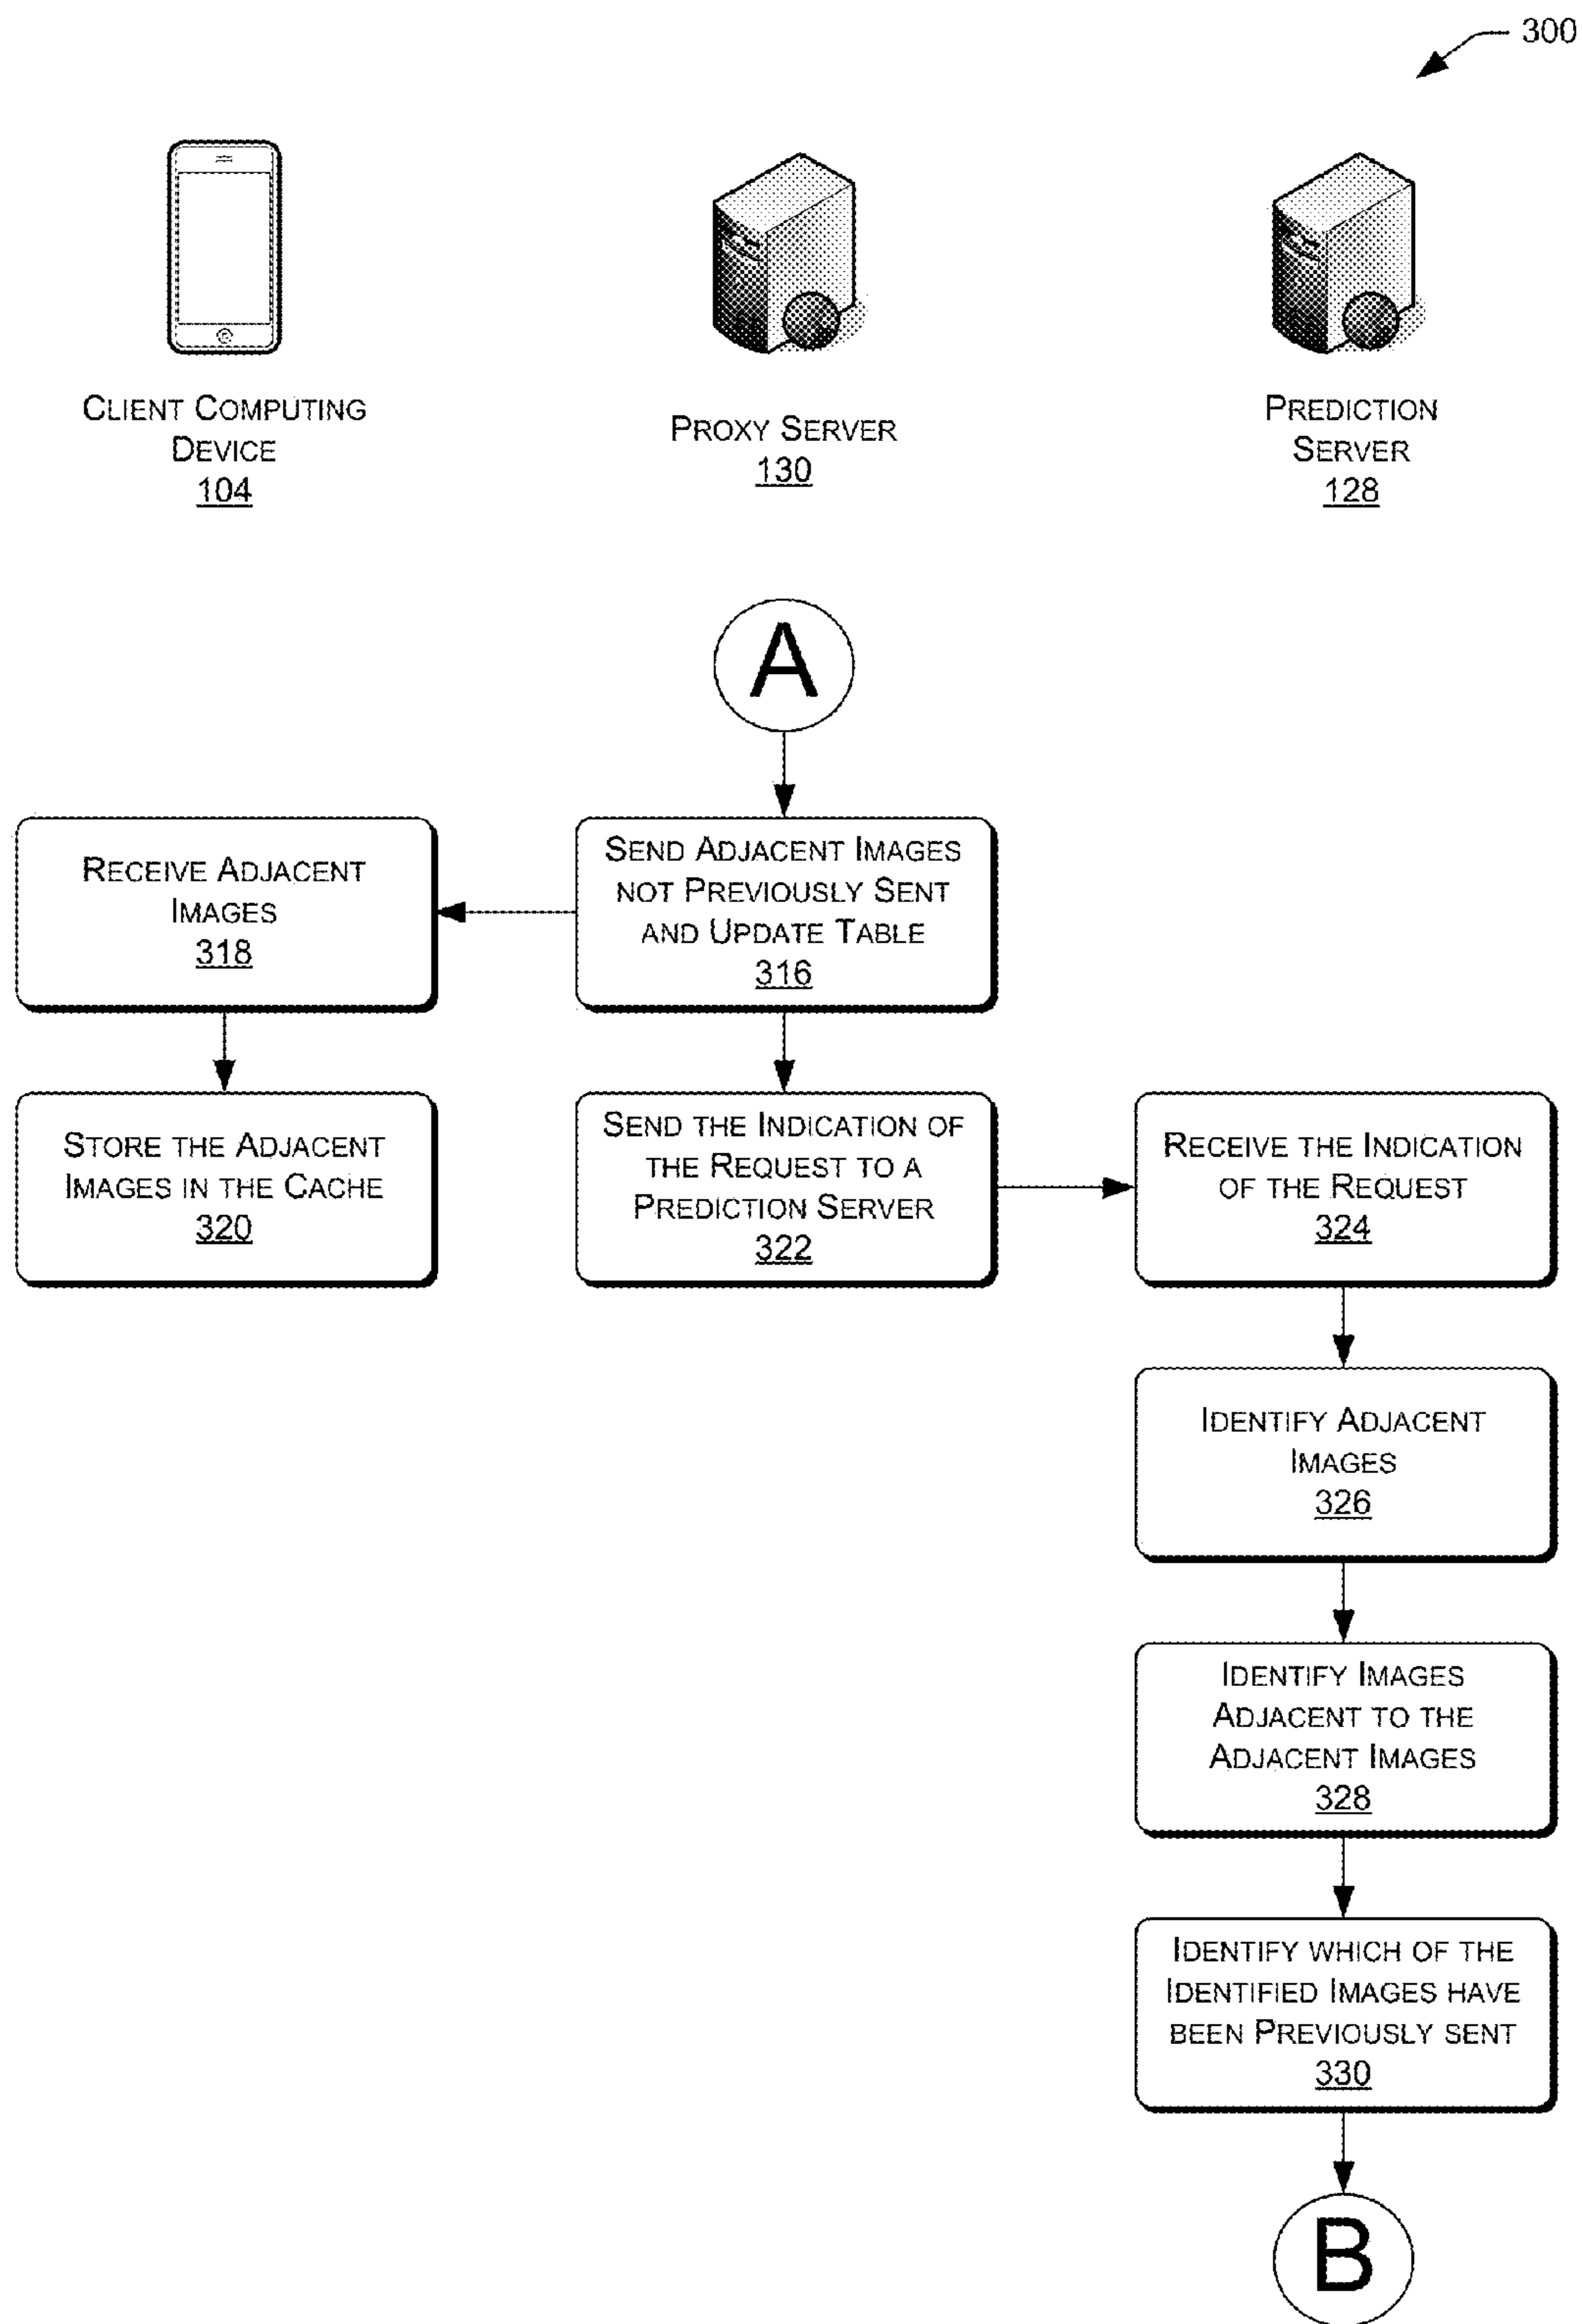 300
CLIENT COMPUTING
DEVICE
104
PROXY SERVER
130
PREDICTION
SERVER
128
A
RECEIVE ADJACENT
IMAGES
318
SEND ADJACENT IMAGES
NOT PREVIOUSLY SENT
AND UPDATE TABLE
316
STORE THE ADJACENT
IMAGES IN THE CACHE
320
SEND THE INDICATION OF
THE REQUEST TO A
PREDICTION SERVER
322
RECEIVE THE INDICATION
OF THE REQUEST
324
IDENTIFY ADJACENT
IMAGES
326
IDENTIFY IMAGES
ADJACENT TO THE
ADJACENT IMAGES
328
IDENTIFY WHICH OF THE
IDENTIFIED IMAGES HAVE
BEEN PREVIOUSLY SENT
330
B